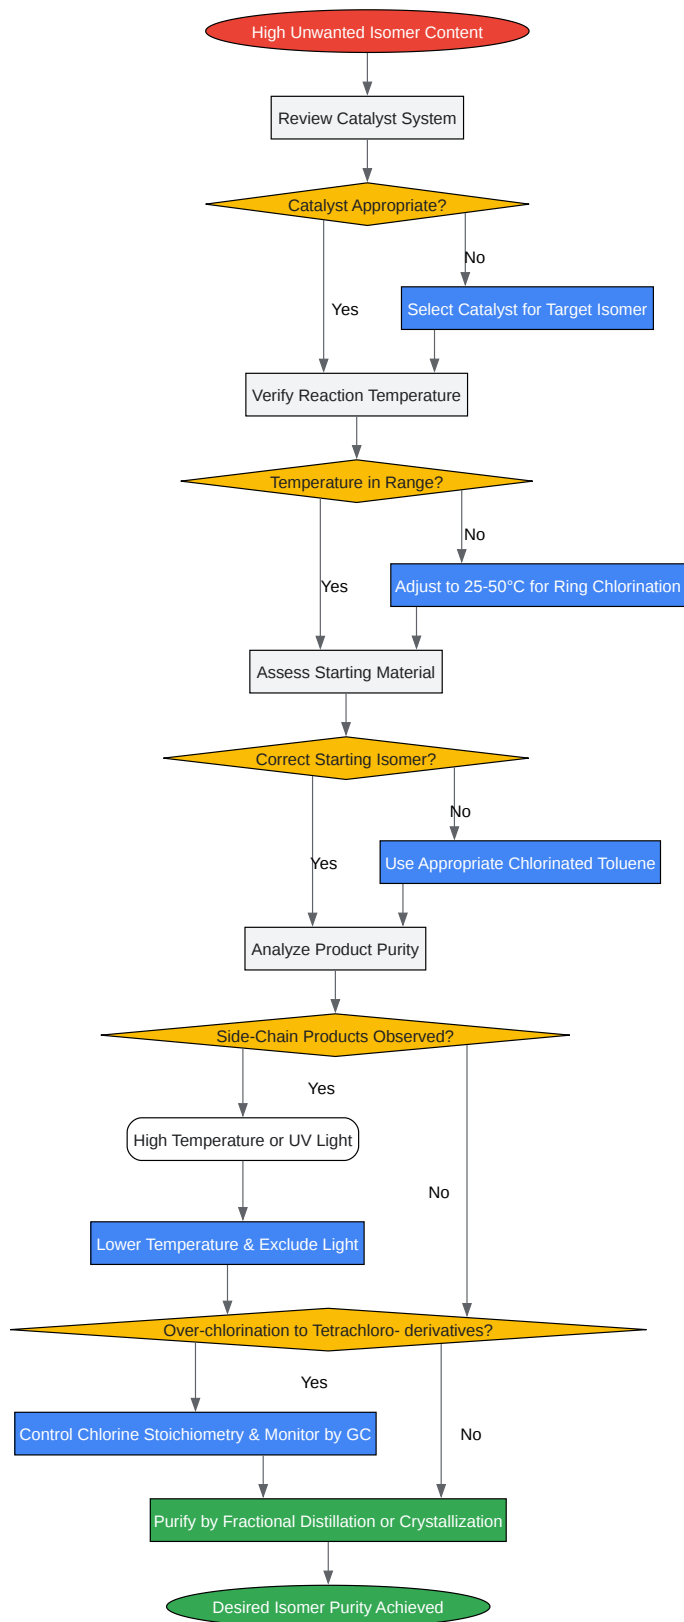 High Unwanted Isomer Content
Review Catalyst System
Catalyst Appropriate?
No
Select Catalyst for Target Isomer
Yes
Verify Reaction Temperature
Temperature in Range?
No
Adjust to 25-50°C for Ring Chlorination
Yes
Assess Starting Material
Correct Starting Isomer?
No
Use Appropriate Chlorinated Toluene
Yes
Analyze Product Purity
Side-Chain Products Observed?
Yes
High Temperature or UV Light
No
Lower Temperature & Exclude Light
Over-chlorination to Tetrachloro- derivatives?
Yes
Control Chlorine Stoichiometry & Monitor by GC
No
Purify by Fractional Distillation or Crystallization
Desired Isomer Purity Achieved